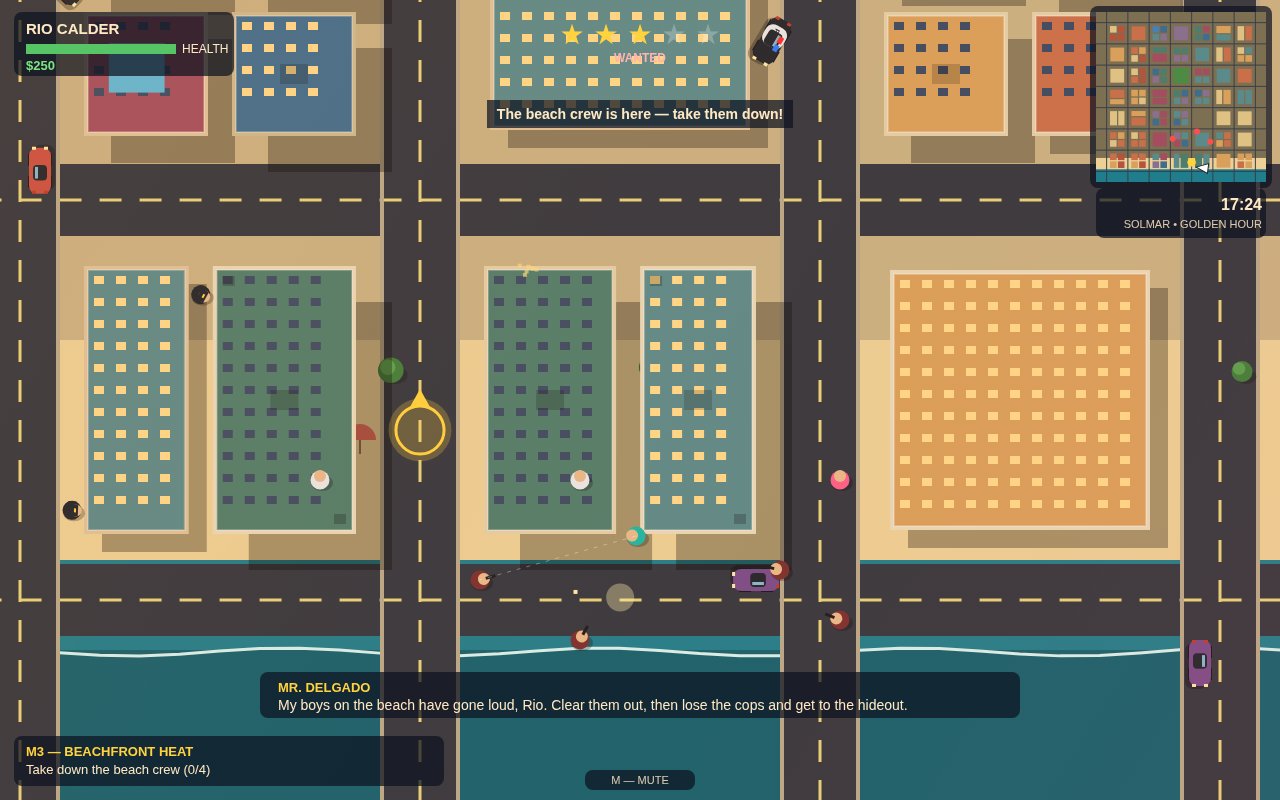 RIO CALDER
HEALTH
$250
WANTED
The beach crew is here — take them down!
17:24
SOLMAR • GOLDEN HOUR
MR. DELGADO
My boys on the beach have gone loud, Rio. Clear them out, then lose the cops and get to the hideout.
M3 — BEACHFRONT HEAT
Take down the beach crew (0/4)
M — MUTE